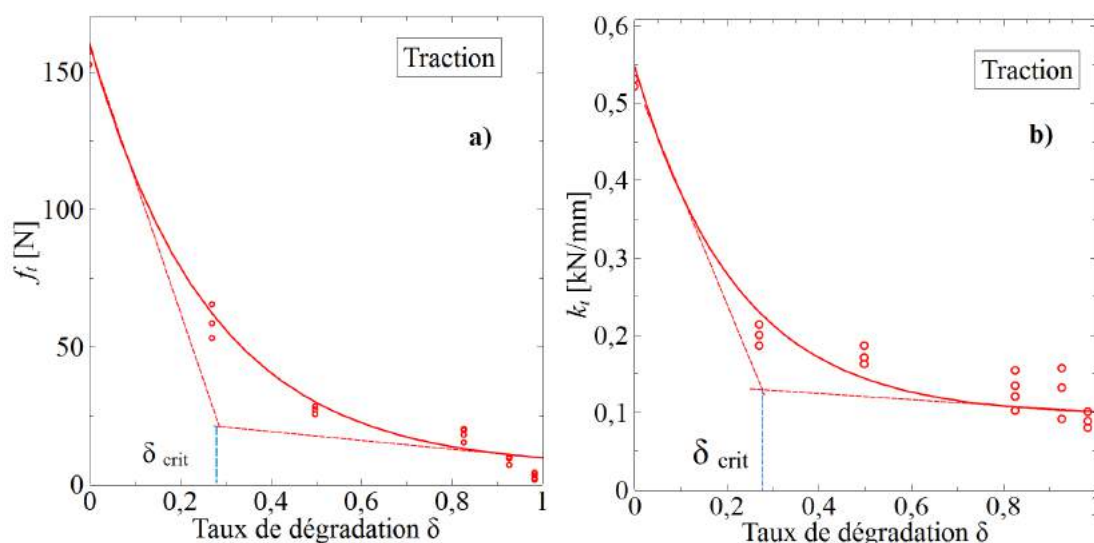 150
100
50
0
f_t [N]
Traction
a)
δ crit
0 0,2 0,4 0,6 0,8 1
Taux de dégradation δ
0,6
0,5
0,4
0,3
0,2
0,1
0
k_t [kN/mm]
Traction
b)
δ crit
0 0,2 0,4 0,6 0,8 1
Taux de dégradation δ